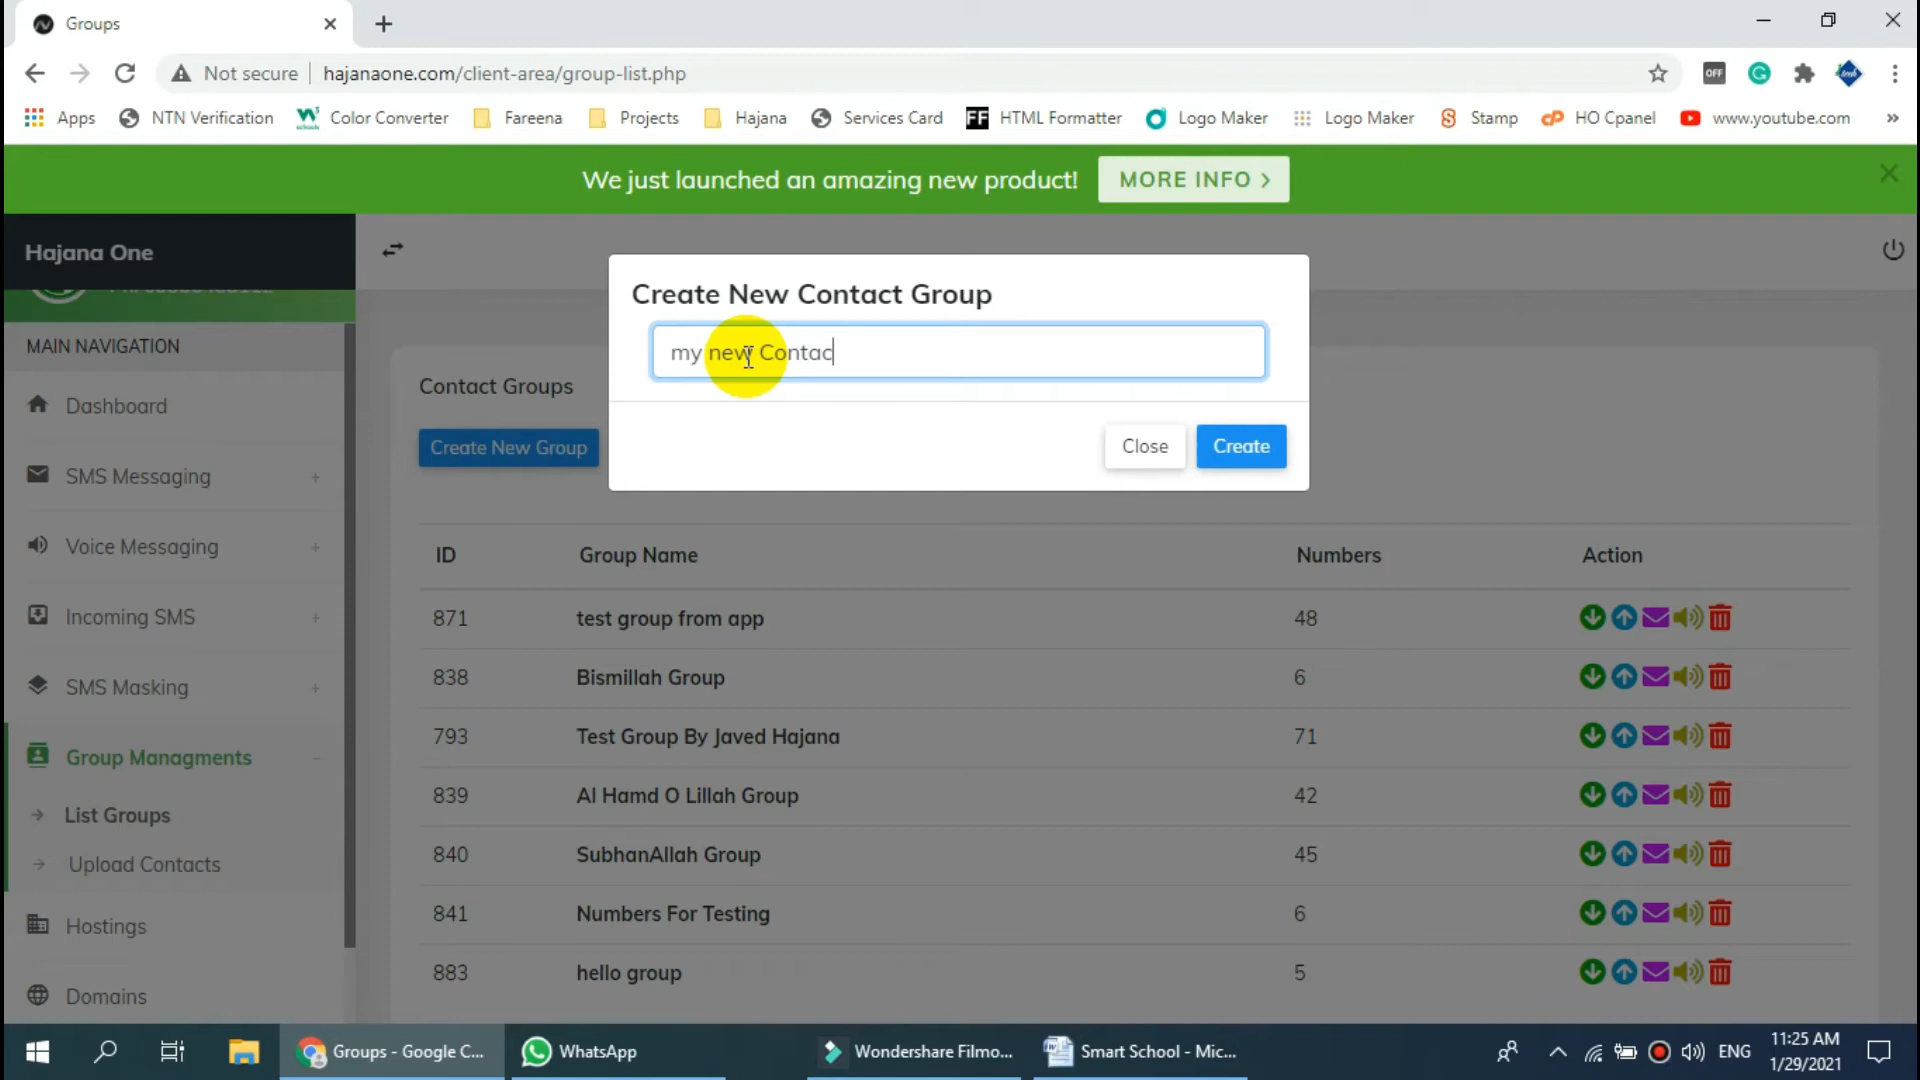 Groups
Not secure
hajanaone.com/client-area/group-list.php
OFF
Apps
NTN Verification
Color Converter
Fareena
Projects
Hajana
Services Card
FF
HTML Formatter
Logo Maker
Logo Maker
Stamp
HO Cpanel
www.youtube.com
»
We just launched an amazing new product!
MORE INFO >
Hajana One
Create New Contact Group
my new Contac
Close
Create
MAIN NAVIGATION
Dashboard
SMS Messaging +
Voice Messaging +
Incoming SMS +
SMS Masking +
Group Managments -
List Groups
Upload Contacts
Hostings
Domains
Contact Groups
Create New Group
ID Group Name Numbers Action
871 test group from app 48
838 Bismillah Group 6
793 Test Group By Javed Hajana 71
839 Al Hamd O Lillah Group 42
840 SubhanAllah Group 45
841 Numbers For Testing 6
883 hello group 5
Groups - Google C...
WhatsApp
Wondershare Filmo...
Smart School - Mic...
ENG
11:25 AM
1/29/2021